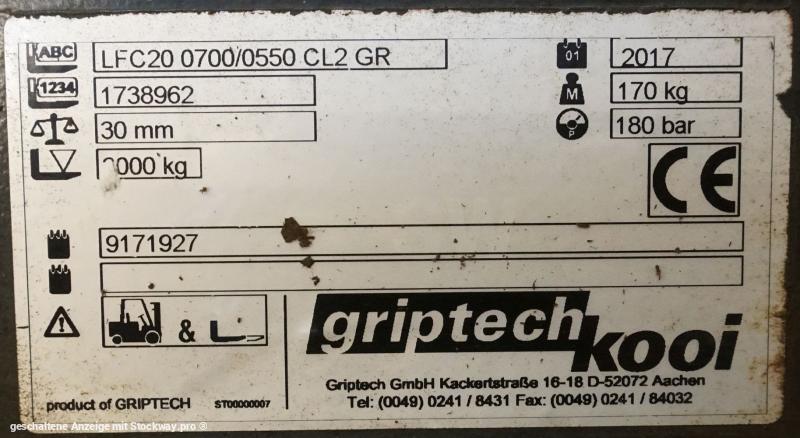 ABC LFC20 0700/0550 CL2 GR 01 2017
1234 1738962 M 170 kg
30 mm P 180 bar
000 kg CE
9171927
&
griptech kooi
Griptech GmbH Kackertstraße 16-18 D-52072 Aachen
product of GRIPTECH ST00000007 Tel: (0049) 0241 / 8431 Fax: (0049) 0241 / 84032
geschaltene Anzeige mit Stockway.pro ®